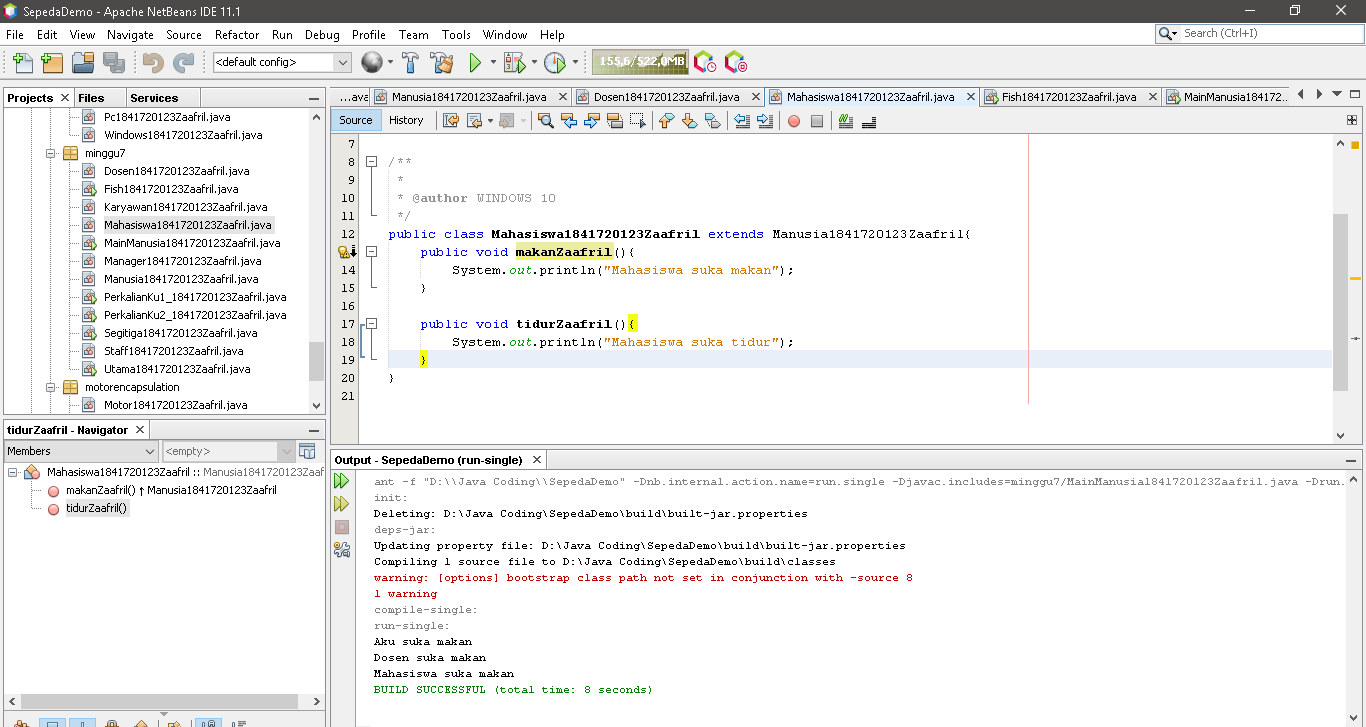 SepedaDemo - Apache NetBeans IDE 11.1
File Edit View Navigate Source Refactor Run Debug Profile Team Tools Window Help
Search (Ctrl+I)
<default config>
155,6/522,0MB
Projects Files Services
Pc1841720123Zaafril.java
Windows1841720123Zaafril.java
minggu7
Dosen1841720123Zaafril.java
Fish1841720123Zaafril.java
Karyawan1841720123Zaafril.java
Mahasiswa1841720123Zaafril.java
MainManusia1841720123Zaafril.java
Manager1841720123Zaafril.java
Manusia1841720123Zaafril.java
PerkalianKu1_1841720123Zaafril.java
PerkalianKu2_1841720123Zaafril.java
Segitiga1841720123Zaafril.java
Staff1841720123Zaafril.java
Utama1841720123Zaafril.java
motorencapsulation
Motor1841720123Zaafril.java
tidurZaafril - Navigator
Members
<empty>
Mahasiswa1841720123Zaafril :: Manusia1841720123Zaaf
makanZaafril() ↑ Manusia1841720123Zaafril
tidurZaafril()
...ava Manusia1841720123Zaafril.java Dosen1841720123Zaafril.java Mahasiswa1841720123Zaafril.java Fish1841720123Zaafril.java MainManusia184172...
Source History
7
8 /**
9 *
10 * @author WINDOWS 10
11 */
12 public class Mahasiswa1841720123Zaafril extends Manusia1841720123Zaafril{
public void makanZaafril(){
14 System.out.println("Mahasiswa suka makan");
15 }
16
17 public void tidurZaafril(){
18 System.out.println("Mahasiswa suka tidur");
19 }
20 }
21
Output - SepedaDemo (run-single)
ant -f "D:\\Java Coding\\SepedaDemo" -Dnb.internal.action.name=run.single -Djavac.includes=minggu7/MainManusia1841720123Zaafril.java -Drun.
init:
Deleting: D:\Java Coding\SepedaDemo\build\built-jar.properties
deps-jar:
Updating property file: D:\Java Coding\SepedaDemo\build\built-jar.properties
Compiling 1 source file to D:\Java Coding\SepedaDemo\build\classes
warning: [options] bootstrap class path not set in conjunction with -source 8
1 warning
compile-single:
run-single:
Aku suka makan
Dosen suka makan
Mahasiswa suka makan
BUILD SUCCESSFUL (total time: 8 seconds)